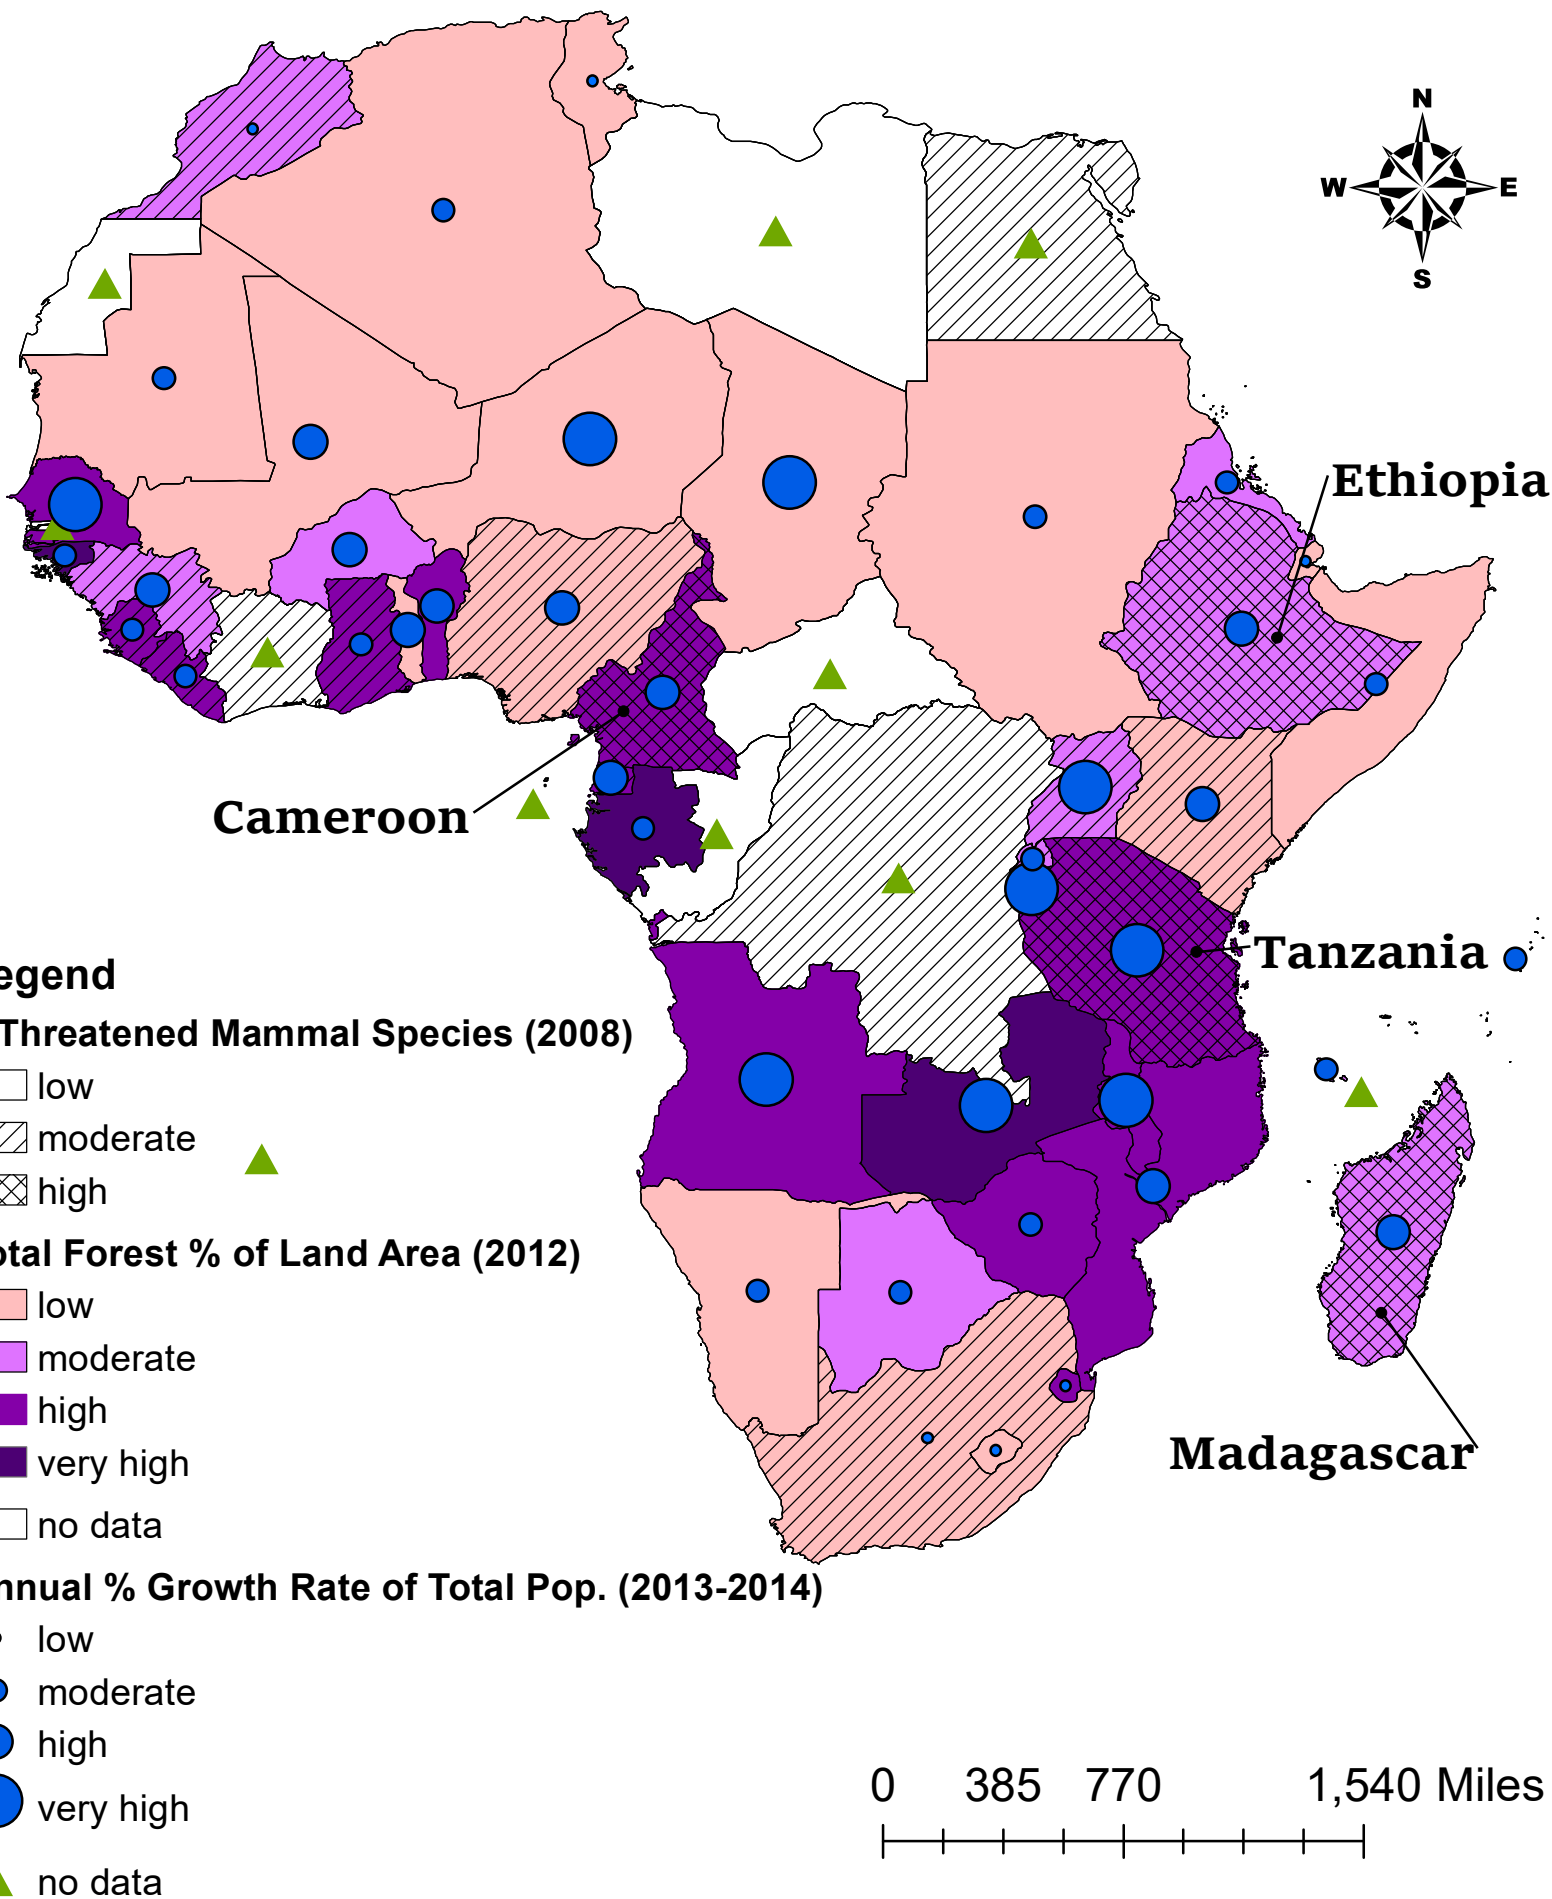 N
W E
S
Ethiopia
Cameroon
Tanzania
egend
Threatened Mammal Species (2008)
low
moderate
high
otal Forest % of Land Area (2012)
low
moderate
high
very high
no data
Madagascar
nnual % Growth Rate of Total Pop. (2013-2014)
low
moderate
high
very high
no data
0 385 770 1,540 Miles